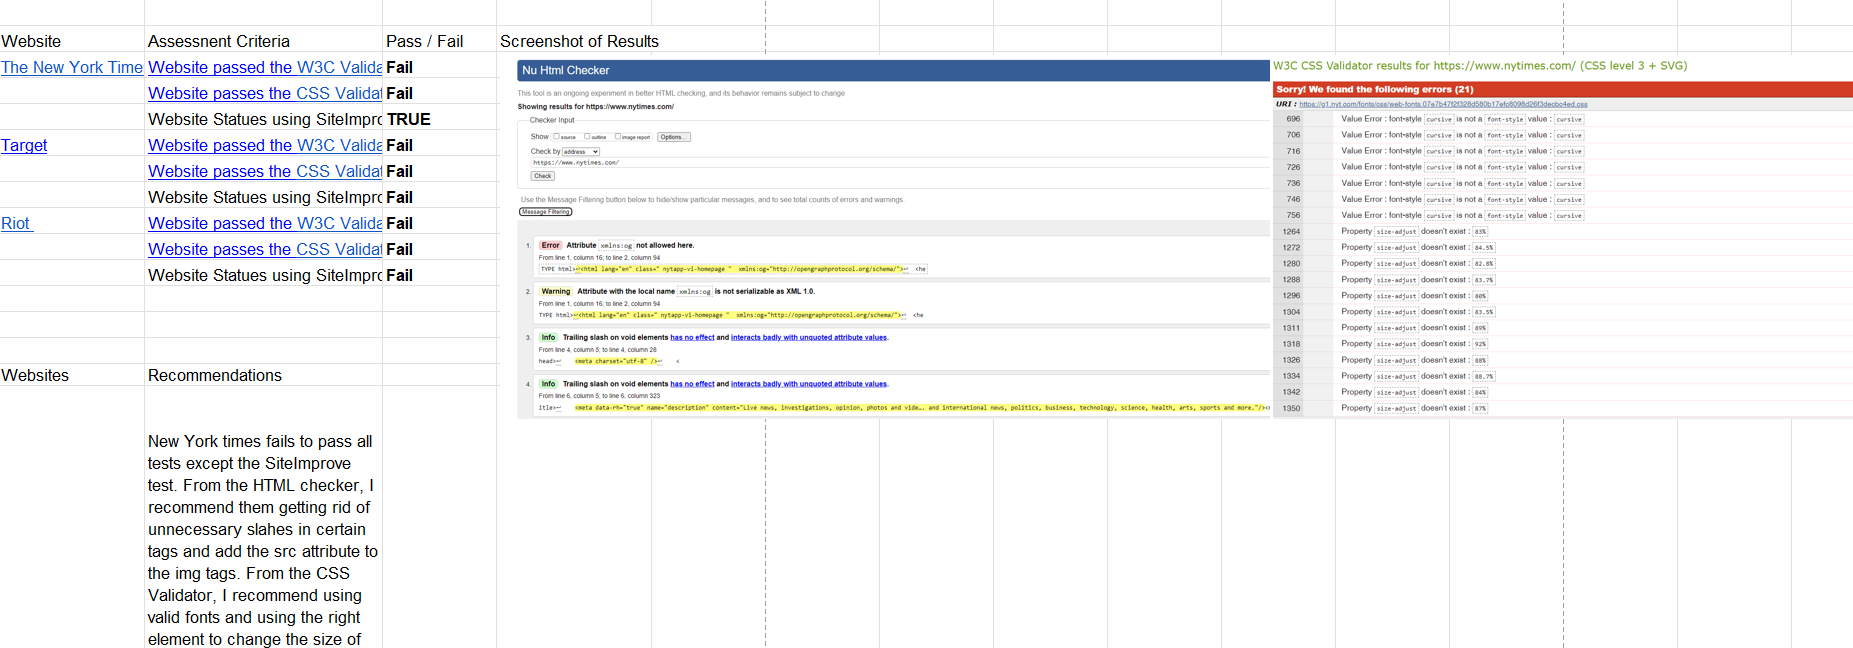 Website Assessnent Criteria Pass / Fail Screenshot of Results
The New York Time Website passed the W3C Valida Fail
Website passes the CSS Validat Fail
Website Statues using SiteImpro TRUE
Target Website passed the W3C Valida Fail
Website passes the CSS Validat Fail
Website Statues using SiteImpro Fail
Riot Website passed the W3C Valida Fail
Website passes the CSS Validat Fail
Website Statues using SiteImpro Fail
Websites Recommendations
New York times fails to pass all
tests except the SiteImprove
test. From the HTML checker, I
recommend them getting rid of
unnecessary slahes in certain
tags and add the src attribute to
the img tags. From the CSS
Validator, I recommend using
valid fonts and using the right
element to change the size of
Nu Html Checker
This tool is an ongoing experiment in better HTML checking, and its behavior remains subject to change
Showing results for https://www.nytimes.com/
Checker Input
Show source outline image report Options...
Check by address
https://www.nytimes.com/
Check
Use the Message Filtering button below to hide/show particular messages, and to see total counts of errors and warnings.
Message Filtering
1. Error Attribute xmlns:og not allowed here.
From line 1, column 16; to line 2, column 94
TYPE html>↩<html lang="en" class=" nytapp-vi-homepage " xmlns:og="http://opengraphprotocol.org/schema/">↩ <he
2. Warning Attribute with the local name xmlns:og is not serializable as XML 1.0.
From line 1, column 16; to line 2, column 94
TYPE html>↩<html lang="en" class=" nytapp-vi-homepage " xmlns:og="http://opengraphprotocol.org/schema/">↩ <he
3. Info Trailing slash on void elements has no effect and interacts badly with unquoted attribute values.
From line 4, column 5; to line 4, column 28
head>↩ <meta charset="utf-8" />↩ <
4. Info Trailing slash on void elements has no effect and interacts badly with unquoted attribute values.
From line 6, column 5; to line 6, column 323
itle>↩ <meta data-rh="true" name="description" content="Live news, investigations, opinion, photos and vide… and international news, politics, business, technology, science, health, arts, sports and more."/><
W3C CSS Validator results for https://www.nytimes.com/ (CSS level 3 + SVG)
Sorry! We found the following errors (21)
URI :
696 Value Error : font-style cursive is not a font-style value : cursive
706 Value Error : font-style cursive is not a font-style value : cursive
716 Value Error : font-style cursive is not a font-style value : cursive
726 Value Error : font-style cursive is not a font-style value : cursive
736 Value Error : font-style cursive is not a font-style value : cursive
746 Value Error : font-style cursive is not a font-style value : cursive
756 Value Error : font-style cursive is not a font-style value : cursive
1264 Property size-adjust doesn't exist : 83%
1272 Property size-adjust doesn't exist : 84.5%
1280 Property size-adjust doesn't exist : 82.8%
1288 Property size-adjust doesn't exist : 83.7%
1296 Property size-adjust doesn't exist : 80%
1304 Property size-adjust doesn't exist : 83.5%
1311 Property size-adjust doesn't exist : 89%
1318 Property size-adjust doesn't exist : 92%
1326 Property size-adjust doesn't exist : 88%
1334 Property size-adjust doesn't exist : 88.7%
1342 Property size-adjust doesn't exist : 84%
1350 Property size-adjust doesn't exist : 87%